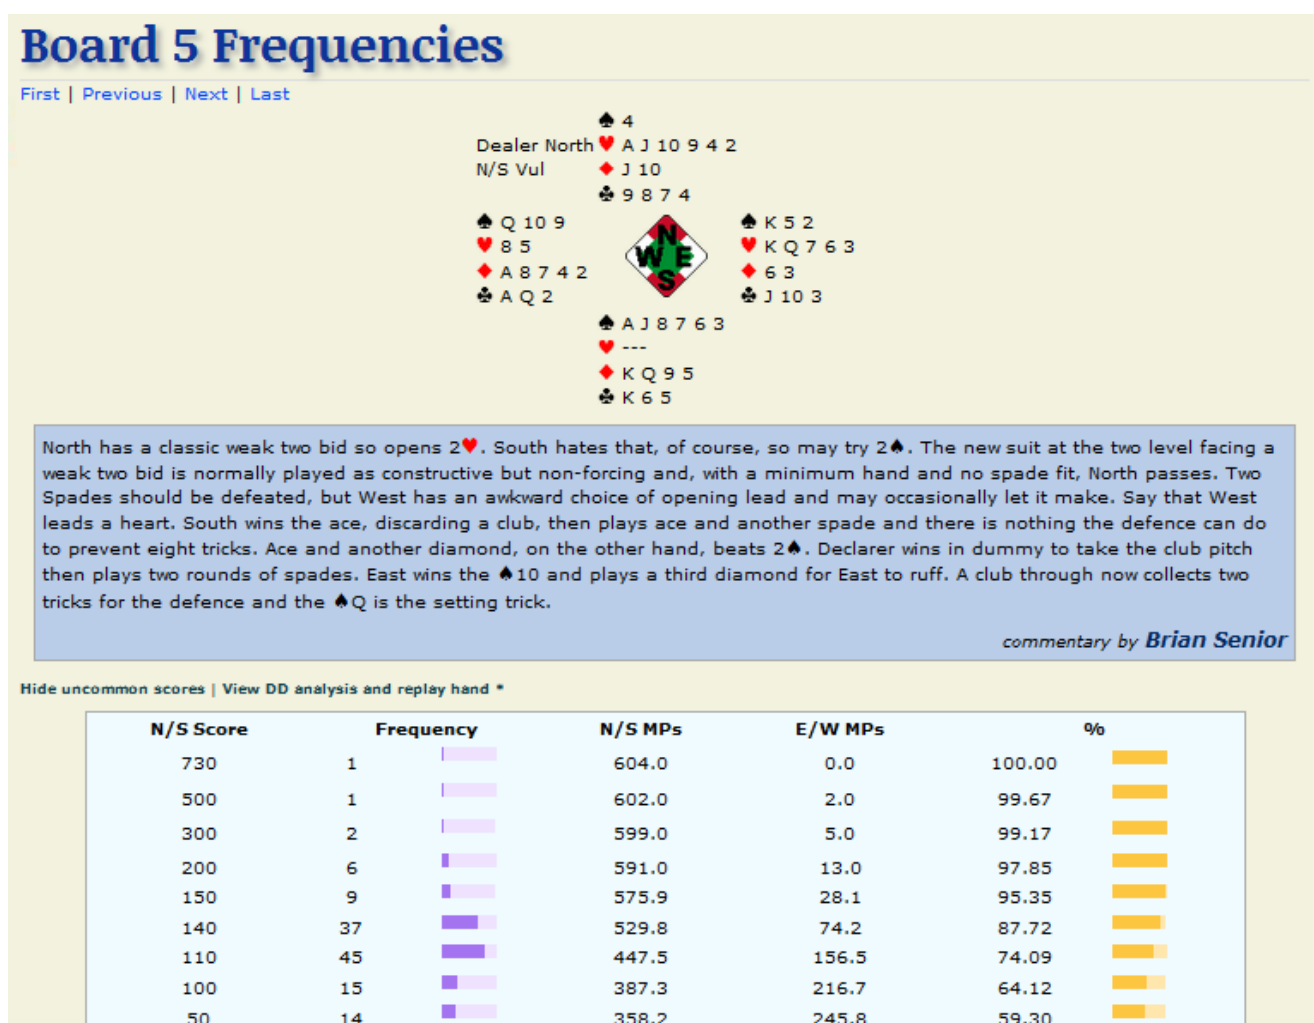 Board 5 Frequencies
First | Previous | Next | Last
♠ 4
Dealer North ♥ A J 10 9 4 2
N/S Vul ♦ J 10
♣ 9 8 7 4
♠ Q 10 9 ♠ K 5 2
♥ 8 5 ♥ K Q 7 6 3
♦ A 8 7 4 2 ♦ 6 3
♣ A Q 2 ♣ J 10 3
N
W E
S
♠ A J 8 7 6 3
♥ ---
♦ K Q 9 5
♣ K 6 5
North has a classic weak two bid so opens 2♥. South hates that, of course, so may try 2♠. The new suit at the two level facing a
weak two bid is normally played as constructive but non-forcing and, with a minimum hand and no spade fit, North passes. Two
Spades should be defeated, but West has an awkward choice of opening lead and may occasionally let it make. Say that West
leads a heart. South wins the ace, discarding a club, then plays ace and another spade and there is nothing the defence can do
to prevent eight tricks. Ace and another diamond, on the other hand, beats 2♠. Declarer wins in dummy to take the club pitch
then plays two rounds of spades. East wins the ♠10 and plays a third diamond for East to ruff. A club through now collects two
tricks for the defence and the ♠Q is the setting trick.
commentary by Brian Senior
Hide uncommon scores | View DD analysis and replay hand *
N/S Score Frequency N/S MPs E/W MPs %
730 1 604.0 0.0 100.00
500 1 602.0 2.0 99.67
300 2 599.0 5.0 99.17
200 6 591.0 13.0 97.85
150 9 575.9 28.1 95.35
140 37 529.8 74.2 87.72
110 45 447.5 156.5 74.09
100 15 387.3 216.7 64.12
50 14 358.2 245.8 59.30